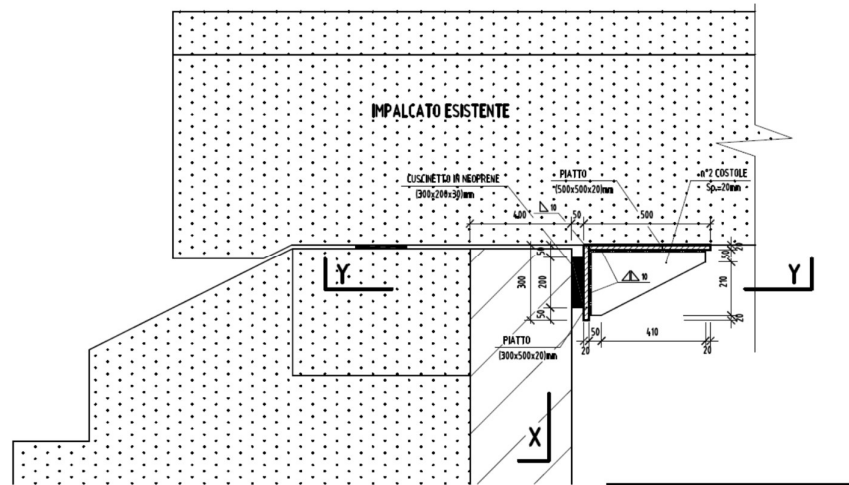 IMPALCATO ESISTENTE
CUSCINETTO IN NEOPRENE
(300x200x30)mm
PIATTO
(500x500x20)mm
n°2 COSTOLE
Sp.=20mm
10
400
50
500
Y
Y
50
300
200
50
10
50
210
20
PIATTO
(300x500x20)mm
50
410
20
20
X